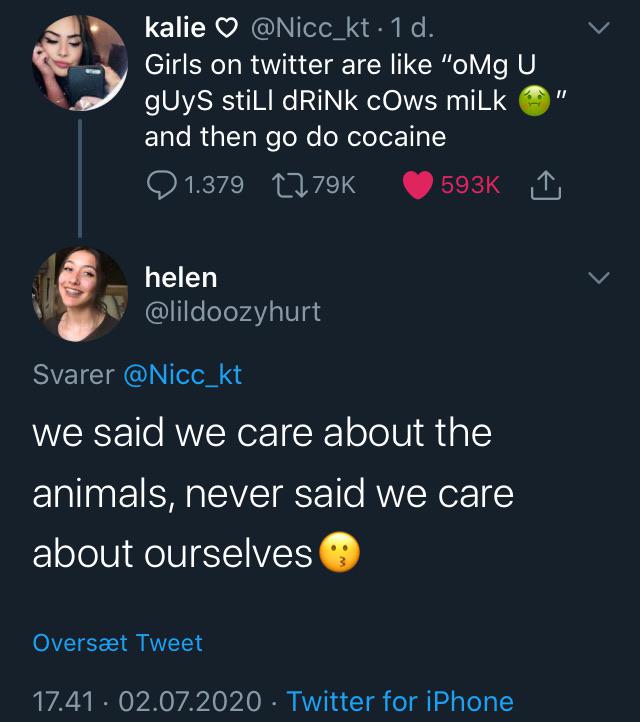 kalie ♡ @Nicc_kt · 1 d.
Girls on twitter are like “oMg U
gUyS stiLl dRiNk cOws miLk 🤢”
and then go do cocaine
1.379 79K 593K
helen
@lildoozyhurt
Svarer @Nicc_kt
we said we care about the
animals, never said we care
about ourselves😗
Oversæt Tweet
17.41 · 02.07.2020 · Twitter for iPhone